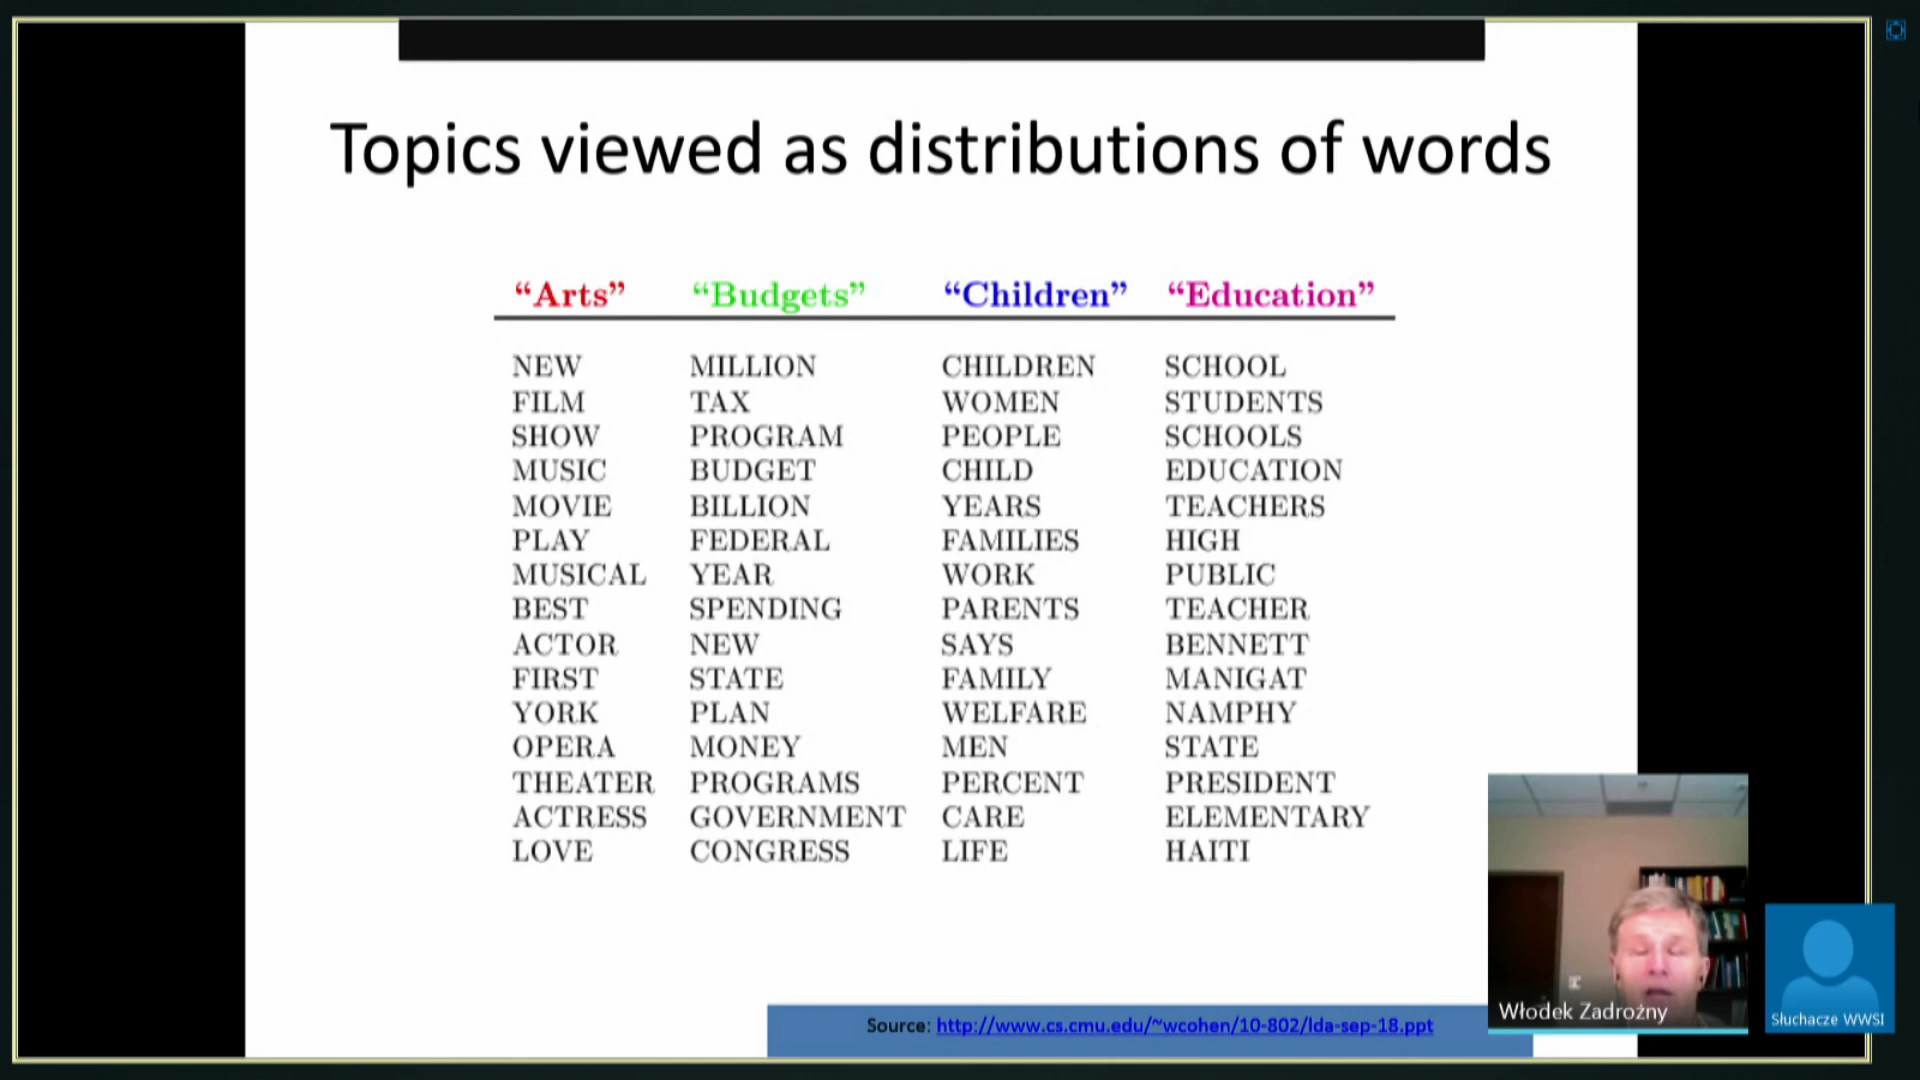 Topics viewed as distributions of words
“Arts” “Budgets” “Children” “Education”
NEW MILLION CHILDREN SCHOOL
FILM TAX WOMEN STUDENTS
SHOW PROGRAM PEOPLE SCHOOLS
MUSIC BUDGET CHILD EDUCATION
MOVIE BILLION YEARS TEACHERS
PLAY FEDERAL FAMILIES HIGH
MUSICAL YEAR WORK PUBLIC
BEST SPENDING PARENTS TEACHER
ACTOR NEW SAYS BENNETT
FIRST STATE FAMILY MANIGAT
YORK PLAN WELFARE NAMPHY
OPERA MONEY MEN STATE
THEATER PROGRAMS PERCENT PRESIDENT
ACTRESS GOVERNMENT CARE ELEMENTARY
LOVE CONGRESS LIFE HAITI
Source: http://www.cs.cmu.edu/~wcohen/10-802/lda-sep-18.ppt
Włodek Zadrożny
Słuchacze WWSI